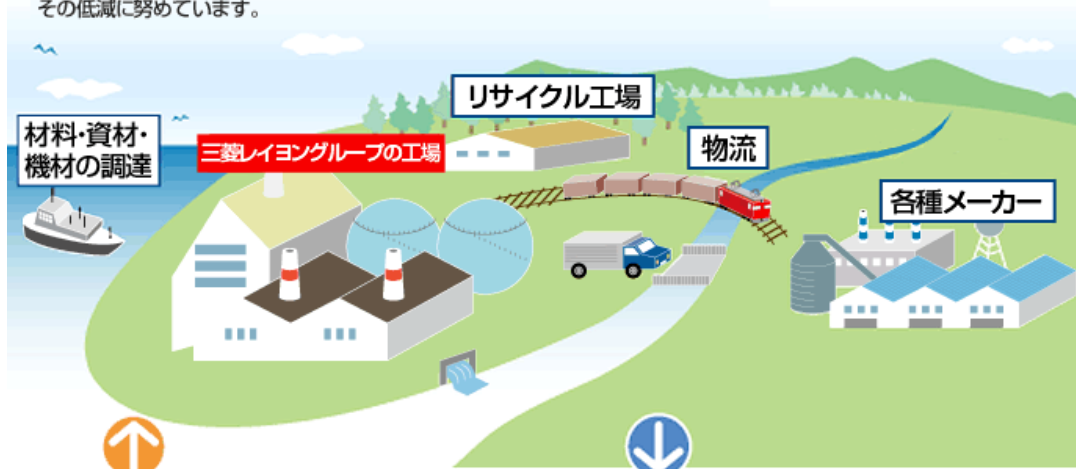 その低減に努めています。
リサイクル工場
材料・資材・
機材の調達
三菱レイヨングループの工場
物流
各種メーカー